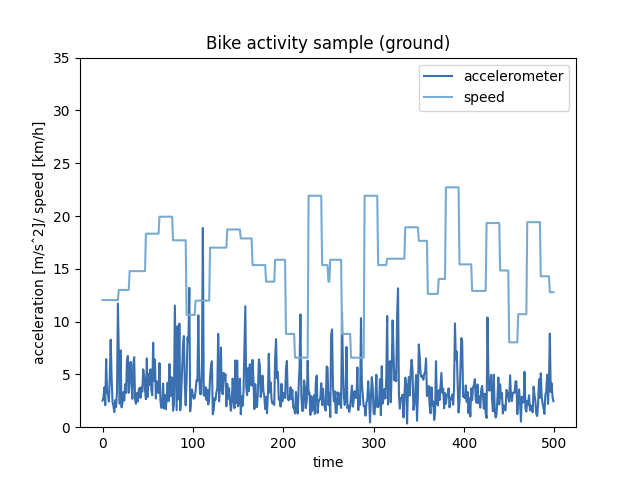 Bike activity sample (ground)
accelerometer
speed
35
30
25
20
15
10
5
0
acceleration [m/s^2]/ speed [km/h]
0
100
200
300
400
500
time